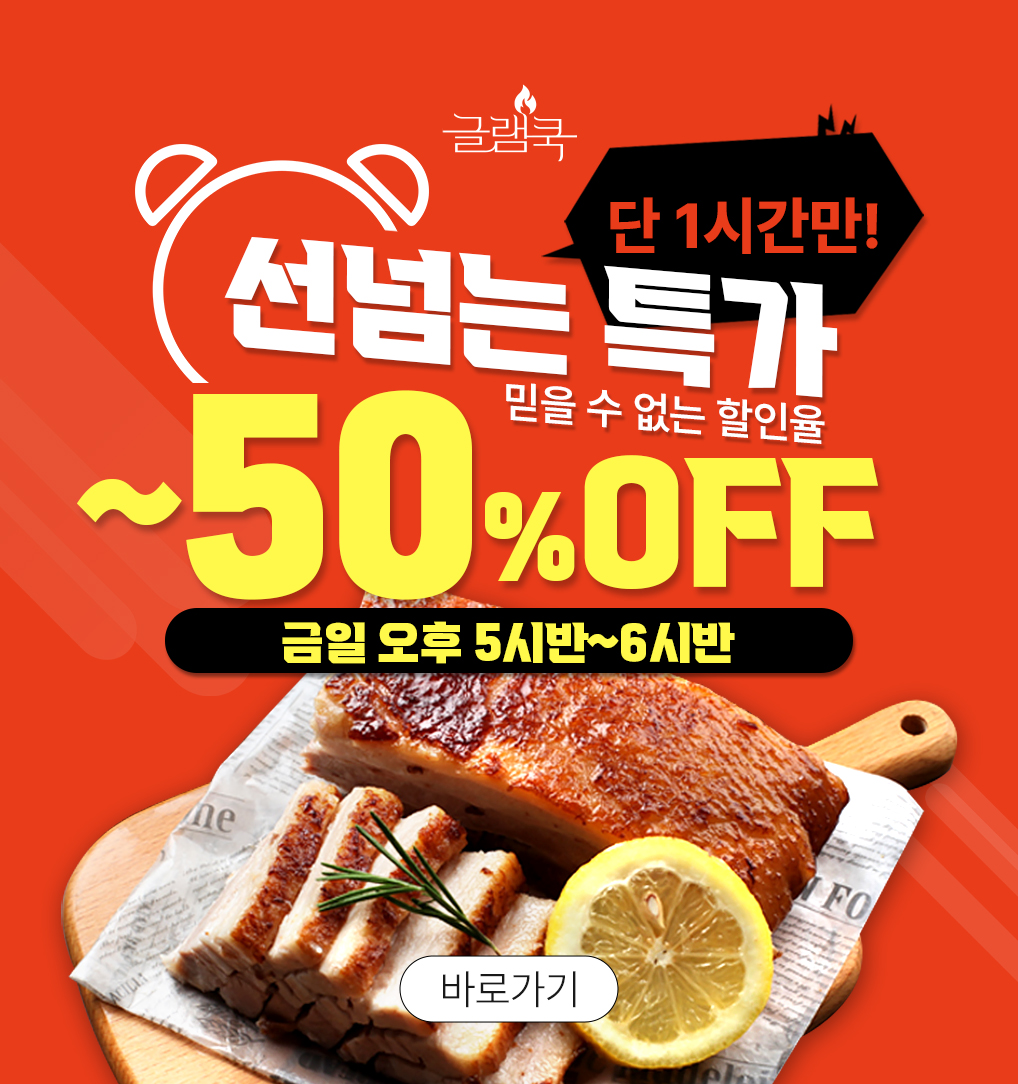 글램쿡
단 1시간만!
선넘는 특가
믿을 수 없는 할인율
~50%OFF
금일 오후 5시반~6시반
바로가기